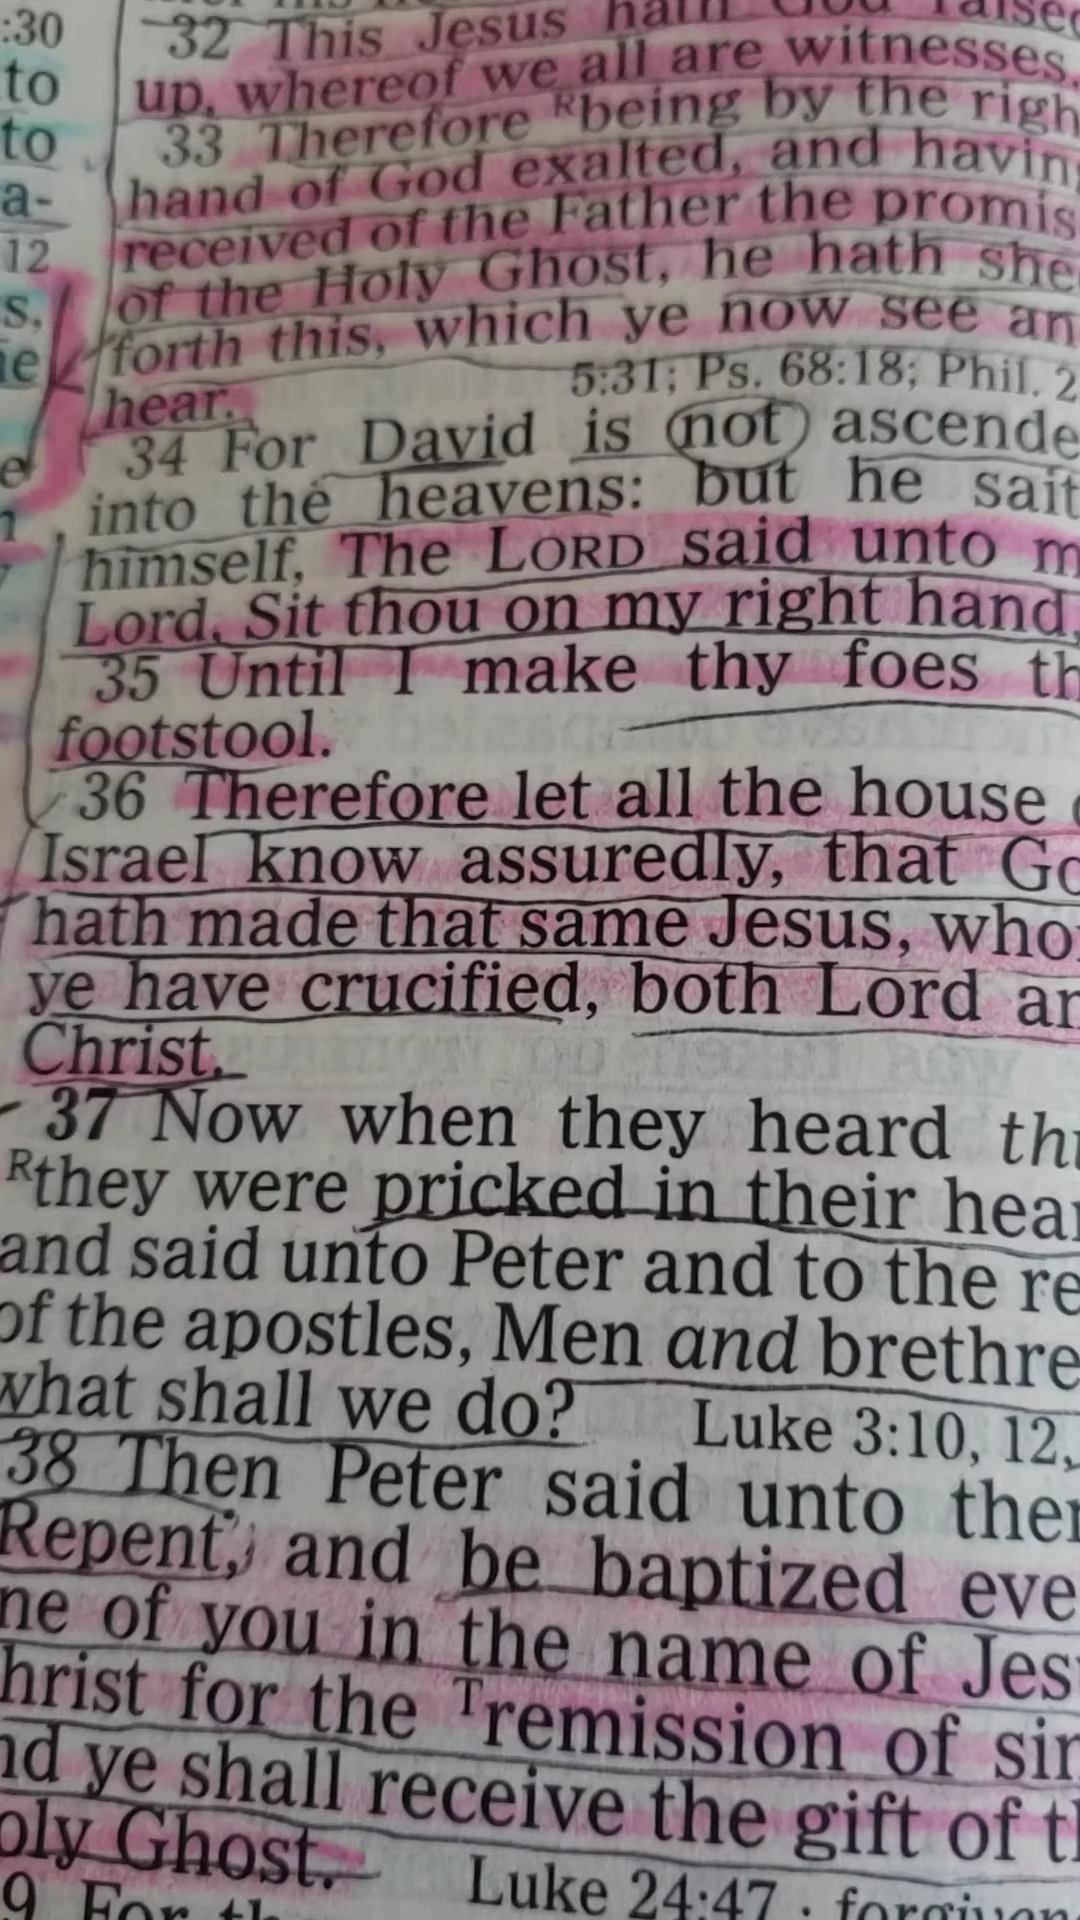 :30
to
to
a-
12
s,
32 This Jesus hath God raised
up, whereof we all are witnesses.
33 Therefore ᴿbeing by the righ
hand of God exalted, and having
received of the Father the promis
of the Holy Ghost, he hath she
forth this, which ye now see an
5:31; Ps. 68:18; Phil. 2
hear.
34 For David is not ascende
into the heavens: but he sait
himself, The LORD said unto m
Lord, Sit thou on my right hand,
35 Until I make thy foes th
footstool.
36 Therefore let all the house
Israel know assuredly, that Go
hath made that same Jesus, who
ye have crucified, both Lord an
Christ.
37 Now when they heard thi
ᴿthey were pricked in their hear
and said unto Peter and to the re
of the apostles, Men and brethre
what shall we do?
Luke 3:10, 12,
38 Then Peter said unto the
Repent, and be baptized eve
ne of you in the name of Jes
hrist for the ᵀremission of sin
nd ye shall receive the gift of th
oly Ghost.
Luke 24:47 · forgiven
9 For th